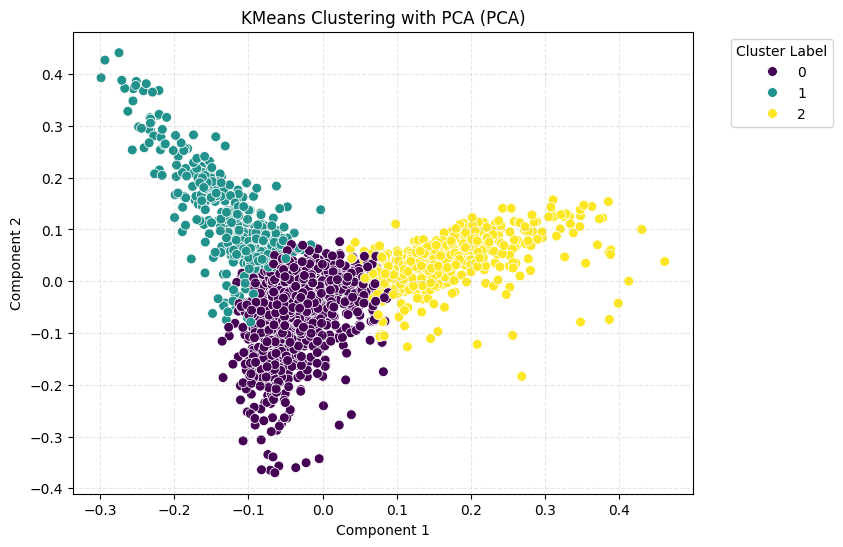 KMeans Clustering with PCA (PCA)
Cluster Label
0
1
2
Component 2
0.4
0.3
0.2
0.1
0.0
−0.1
−0.2
−0.3
−0.4
−0.3 −0.2 −0.1 0.0 0.1 0.2 0.3 0.4
Component 1